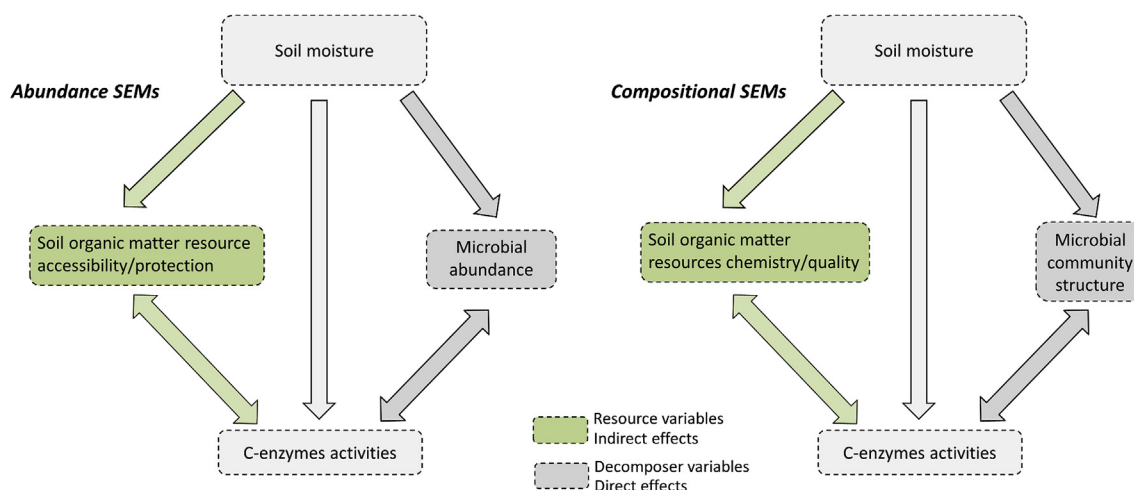 Soil moisture
Abundance SEMs
Soil organic matter resource
accessibility/protection
Microbial
abundance
C-enzymes activities
Soil moisture
Compositional SEMs
Soil organic matter
resources chemistry/quality
Microbial
community
structure
C-enzymes activities
Resource variables
Indirect effects
Decomposer variables
Direct effects